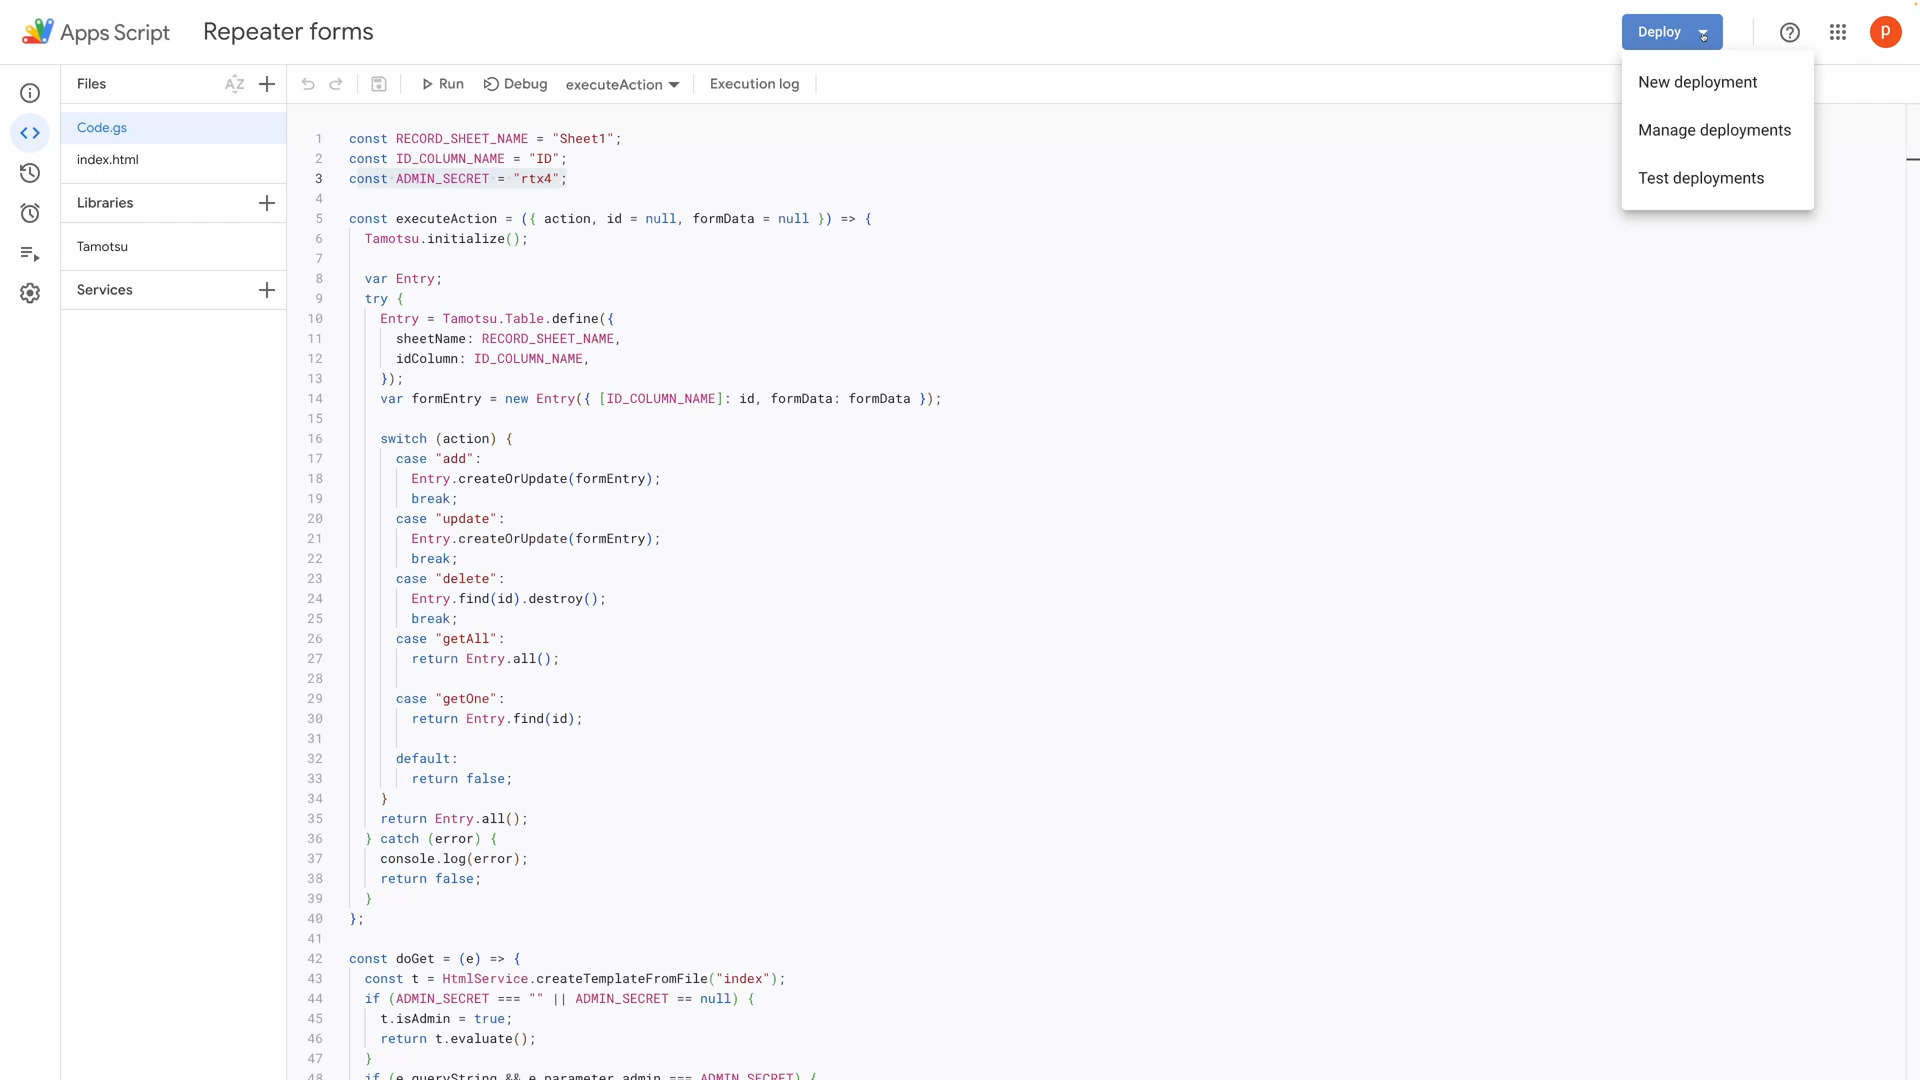 Apps Script
Repeater forms
Deploy
P
New deployment
Manage deployments
Test deployments
Files
AZ
Run
Debug
executeAction
Execution log
Code.gs
index.html
Libraries
Tamotsu
Services
1 const RECORD_SHEET_NAME = "Sheet1";
2 const ID_COLUMN_NAME = "ID";
3 const ADMIN_SECRET = "rtx4";
4
5 const executeAction = ({ action, id = null, formData = null }) => {
6 Tamotsu.initialize();
7
8 var Entry;
9 try {
10 Entry = Tamotsu.Table.define({
11 sheetName: RECORD_SHEET_NAME,
12 idColumn: ID_COLUMN_NAME,
13 });
14 var formEntry = new Entry({ [ID_COLUMN_NAME]: id, formData: formData });
15
16 switch (action) {
17 case "add":
18 Entry.createOrUpdate(formEntry);
19 break;
20 case "update":
21 Entry.createOrUpdate(formEntry);
22 break;
23 case "delete":
24 Entry.find(id).destroy();
25 break;
26 case "getAll":
27 return Entry.all();
28
29 case "getOne":
30 return Entry.find(id);
31
32 default:
33 return false;
34 }
35 return Entry.all();
36 } catch (error) {
37 console.log(error);
38 return false;
39 }
40 };
41
42 const doGet = (e) => {
43 const t = HtmlService.createTemplateFromFile("index");
44 if (ADMIN_SECRET === "" || ADMIN_SECRET == null) {
45 t.isAdmin = true;
46 return t.evaluate();
47 }
48 if (e.queryString && e.parameter.admin === ADMIN_SECRET) {